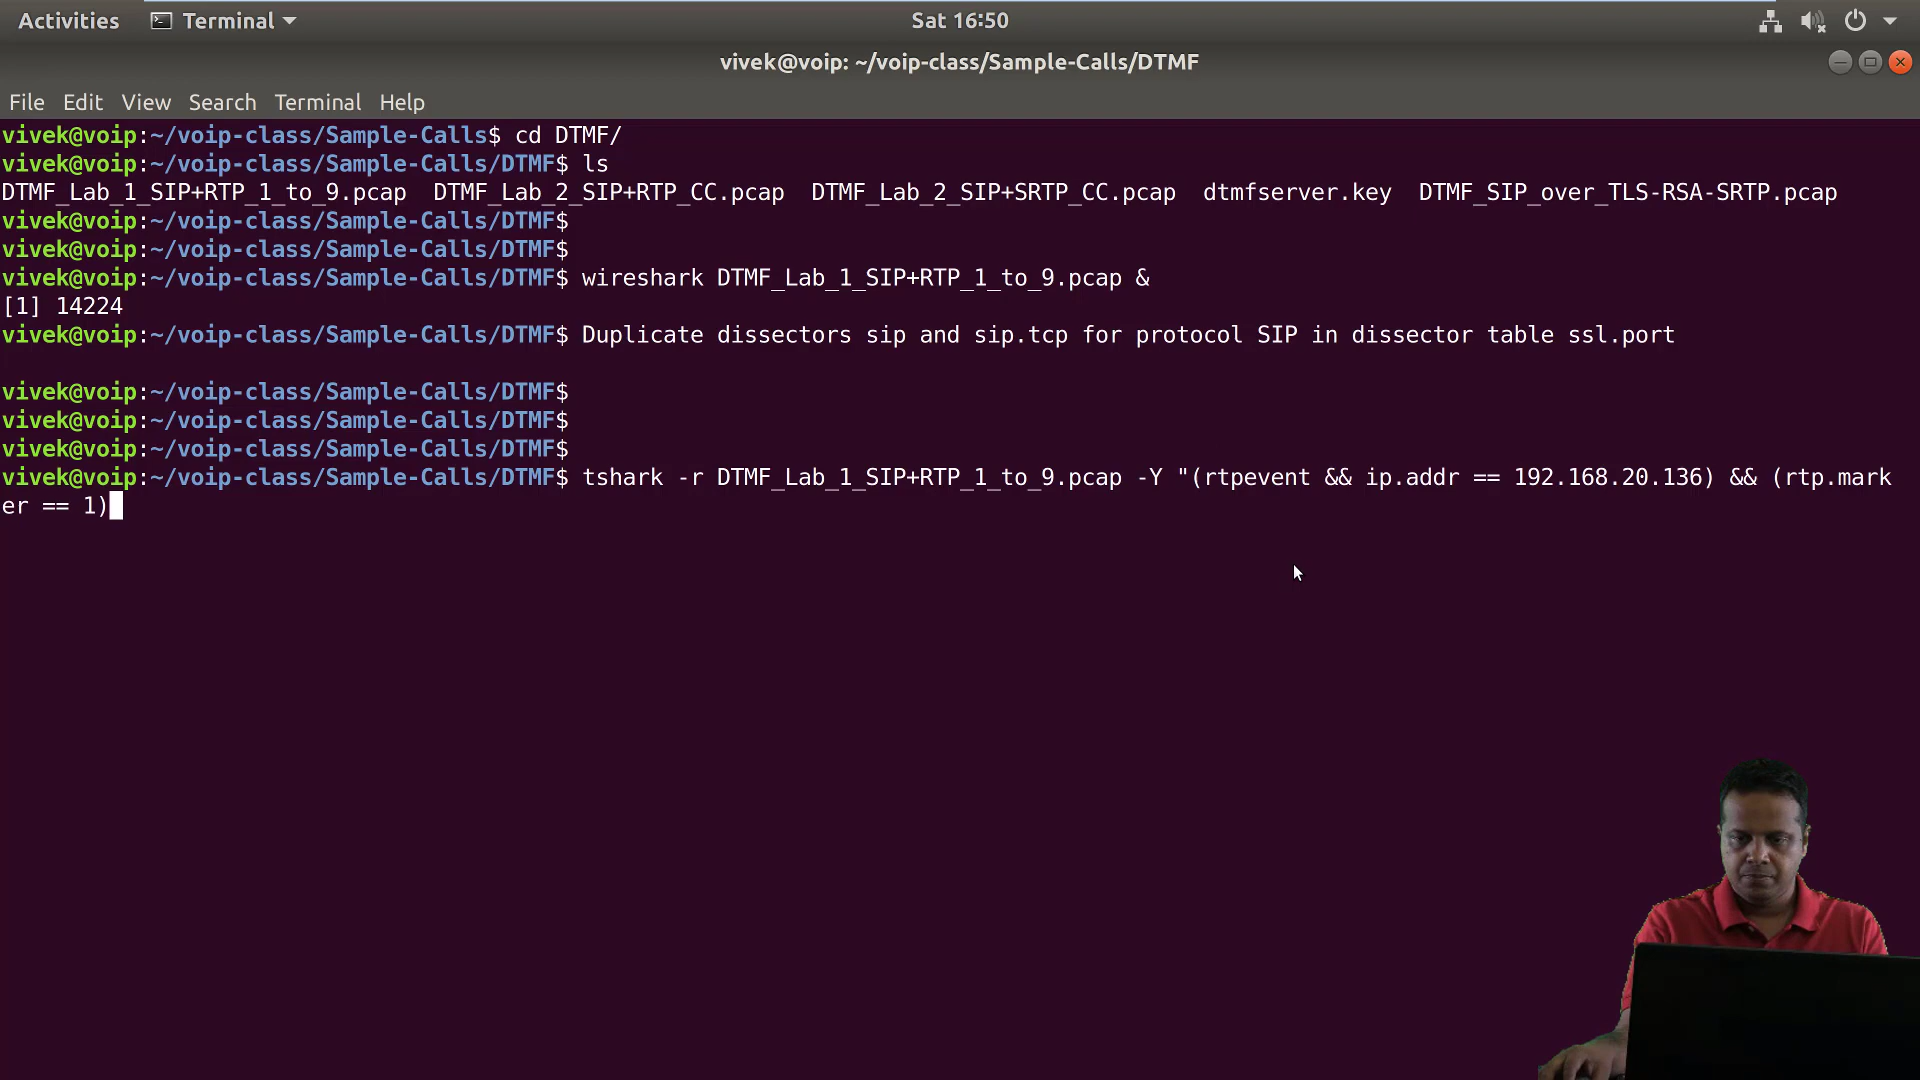 Activities Terminal Sat 16:50
vivek@voip: ~/voip-class/Sample-Calls/DTMF
File Edit View Search Terminal Help
vivek@voip:~/voip-class/Sample-Calls$ cd DTMF/
vivek@voip:~/voip-class/Sample-Calls/DTMF$ ls
DTMF_Lab_1_SIP+RTP_1_to_9.pcap DTMF_Lab_2_SIP+RTP_CC.pcap DTMF_Lab_2_SIP+SRTP_CC.pcap dtmfserver.key DTMF_SIP_over_TLS-RSA-SRTP.pcap
vivek@voip:~/voip-class/Sample-Calls/DTMF$
vivek@voip:~/voip-class/Sample-Calls/DTMF$
vivek@voip:~/voip-class/Sample-Calls/DTMF$ wireshark DTMF_Lab_1_SIP+RTP_1_to_9.pcap &
[1] 14224
vivek@voip:~/voip-class/Sample-Calls/DTMF$ Duplicate dissectors sip and sip.tcp for protocol SIP in dissector table ssl.port
vivek@voip:~/voip-class/Sample-Calls/DTMF$
vivek@voip:~/voip-class/Sample-Calls/DTMF$
vivek@voip:~/voip-class/Sample-Calls/DTMF$
vivek@voip:~/voip-class/Sample-Calls/DTMF$ tshark -r DTMF_Lab_1_SIP+RTP_1_to_9.pcap -Y "(rtpevent && ip.addr == 192.168.20.136) && (rtp.mark
er == 1)